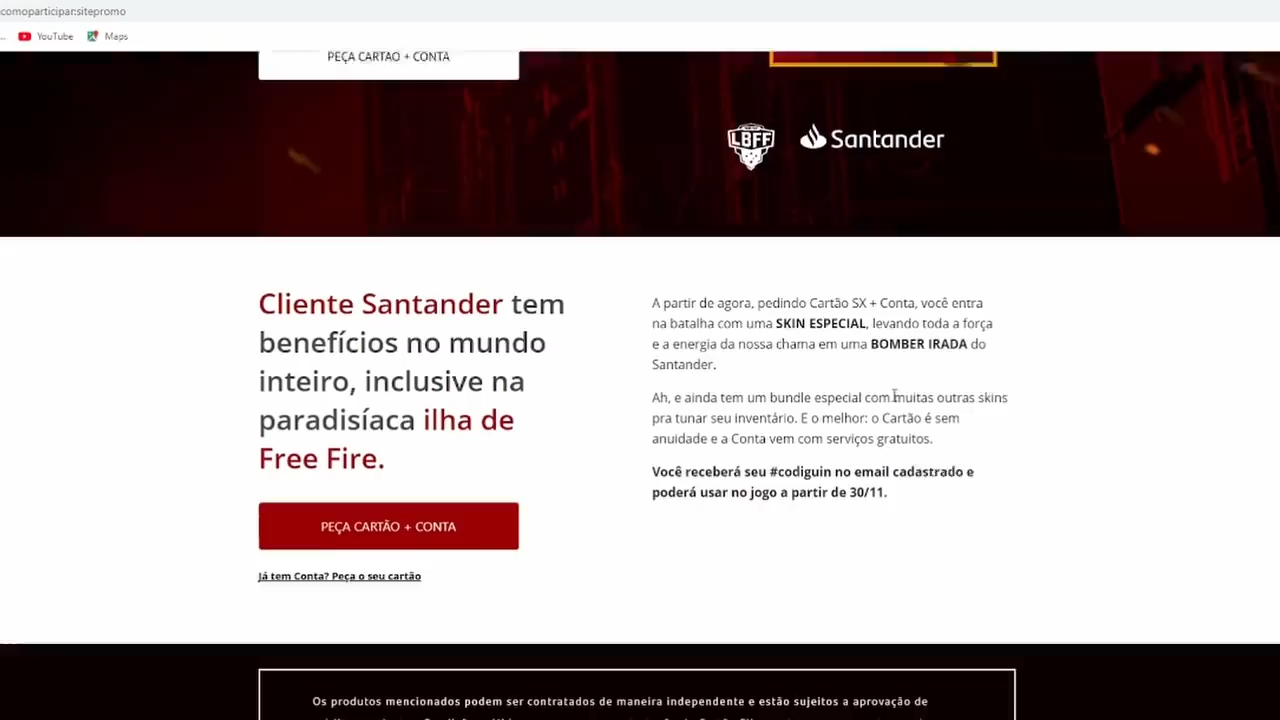 comoparticipar:sitepromo
YouTube
Maps
PEÇA CARTÃO + CONTA
LBFF
Santander
Cliente Santander tem
benefícios no mundo
inteiro, inclusive na
paradisíaca ilha de
Free Fire.
PEÇA CARTÃO + CONTA
Já tem Conta? Peça o seu cartão
A partir de agora, pedindo Cartão SX + Conta, você entra
na batalha com uma SKIN ESPECIAL, levando toda a força
e a energia da nossa chama em uma BOMBER IRADA do
Santander.
Ah, e ainda tem um bundle especial com muitas outras skins
pra tunar seu inventário. E o melhor: o Cartão é sem
anuidade e a Conta vem com serviços gratuitos.
Você receberá seu #codiguin no email cadastrado e
poderá usar no jogo a partir de 30/11.
Os produtos mencionados podem ser contratados de maneira independente e estão sujeitos a aprovação de